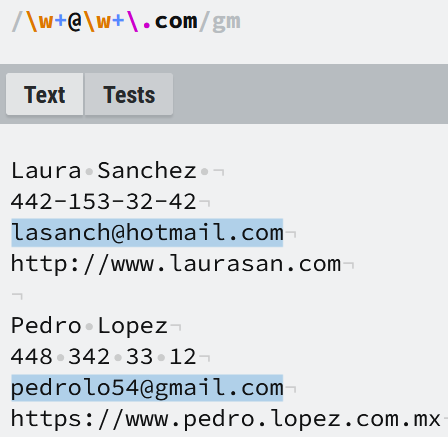 /\w+@\w+\.com/gm
Text Tests
Laura Sanchez
442-153-32-42
lasanch@hotmail.com
http://www.laurasan.com
Pedro Lopez
448 342 33 12
pedrolo54@gmail.com
https://www.pedro.lopez.com.mx